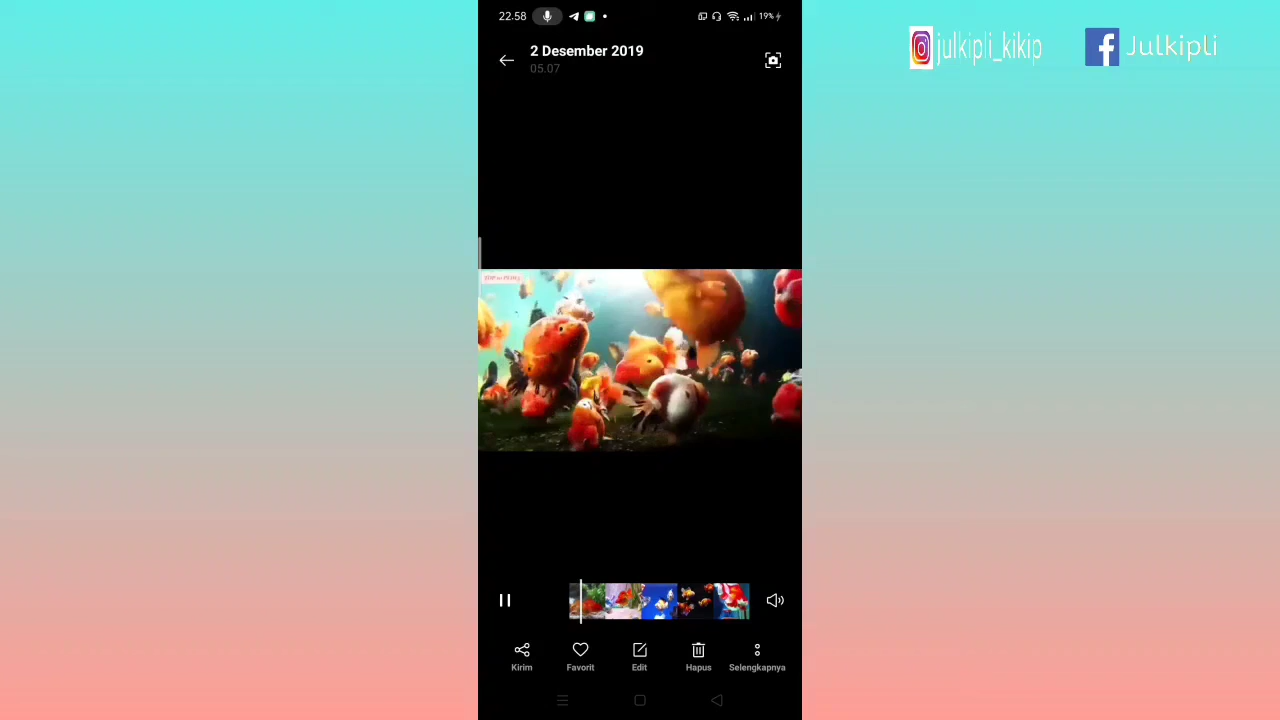 22.58
19%
2 Desember 2019
05.07
julkipli_kikip
Julkipli
Kirim
Favorit
Edit
Hapus
Selengkapnya